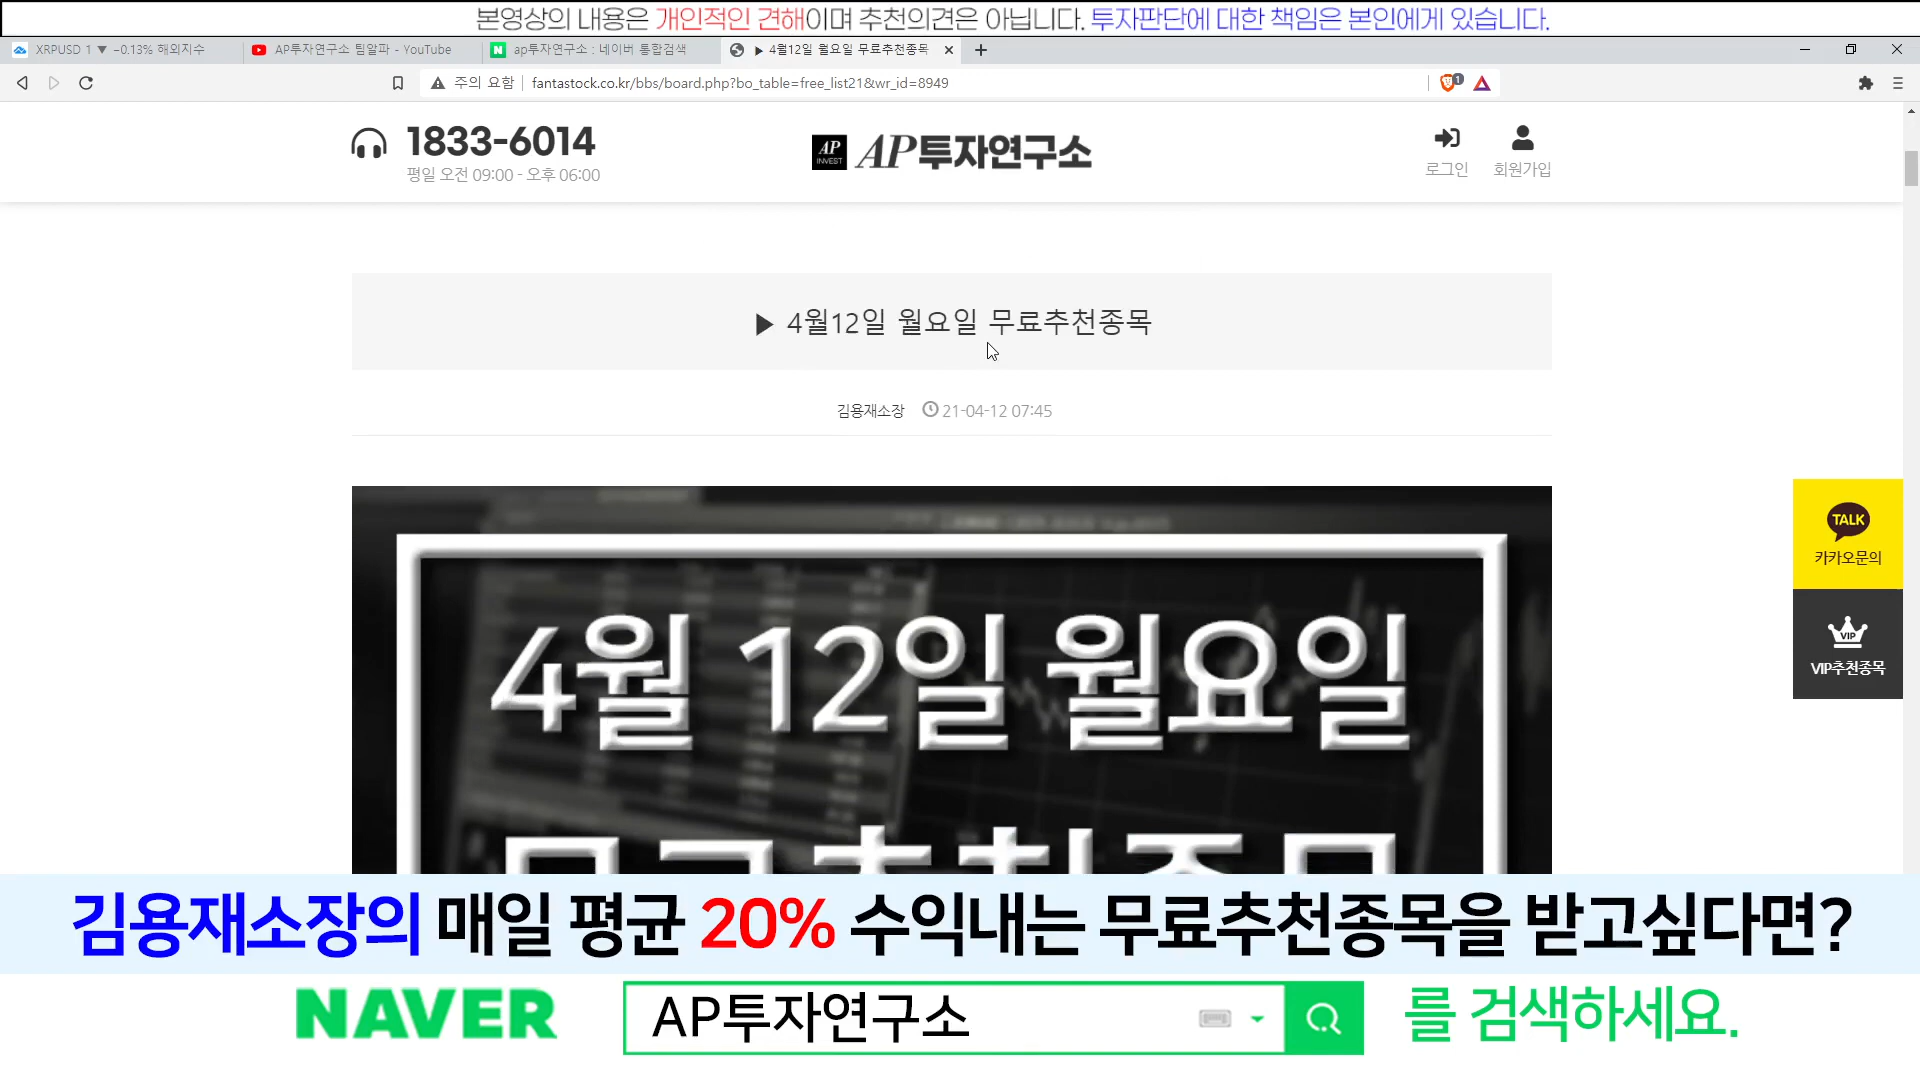 본영상의 내용은 개인적인 견해이며 추천의견은 아닙니다. 투자판단에 대한 책임은 본인에게 있습니다.
XRPUSD 1 ▼ −0.13% 해외지수
AP투자연구소 팀알파 - YouTube
ap투자연구소 : 네이버 통합검색
▶ 4월12일 월요일 무료추천종목
주의 요함
fantastock.co.kr/bbs/board.php?bo_table=free_list21&wr_id=8949
1
1833-6014
평일 오전 09:00 - 오후 06:00
AP INVEST
AP투자연구소
로그인
회원가입
▶ 4월12일 월요일 무료추천종목
김용재소장 21-04-12 07:45
TALK
카카오문의
VIP
VIP추천종목
4월 12일 월요일
무료추천종목
김용재소장의 매일 평균 20% 수익내는 무료추천종목을 받고싶다면?
NAVER AP투자연구소 를 검색하세요.